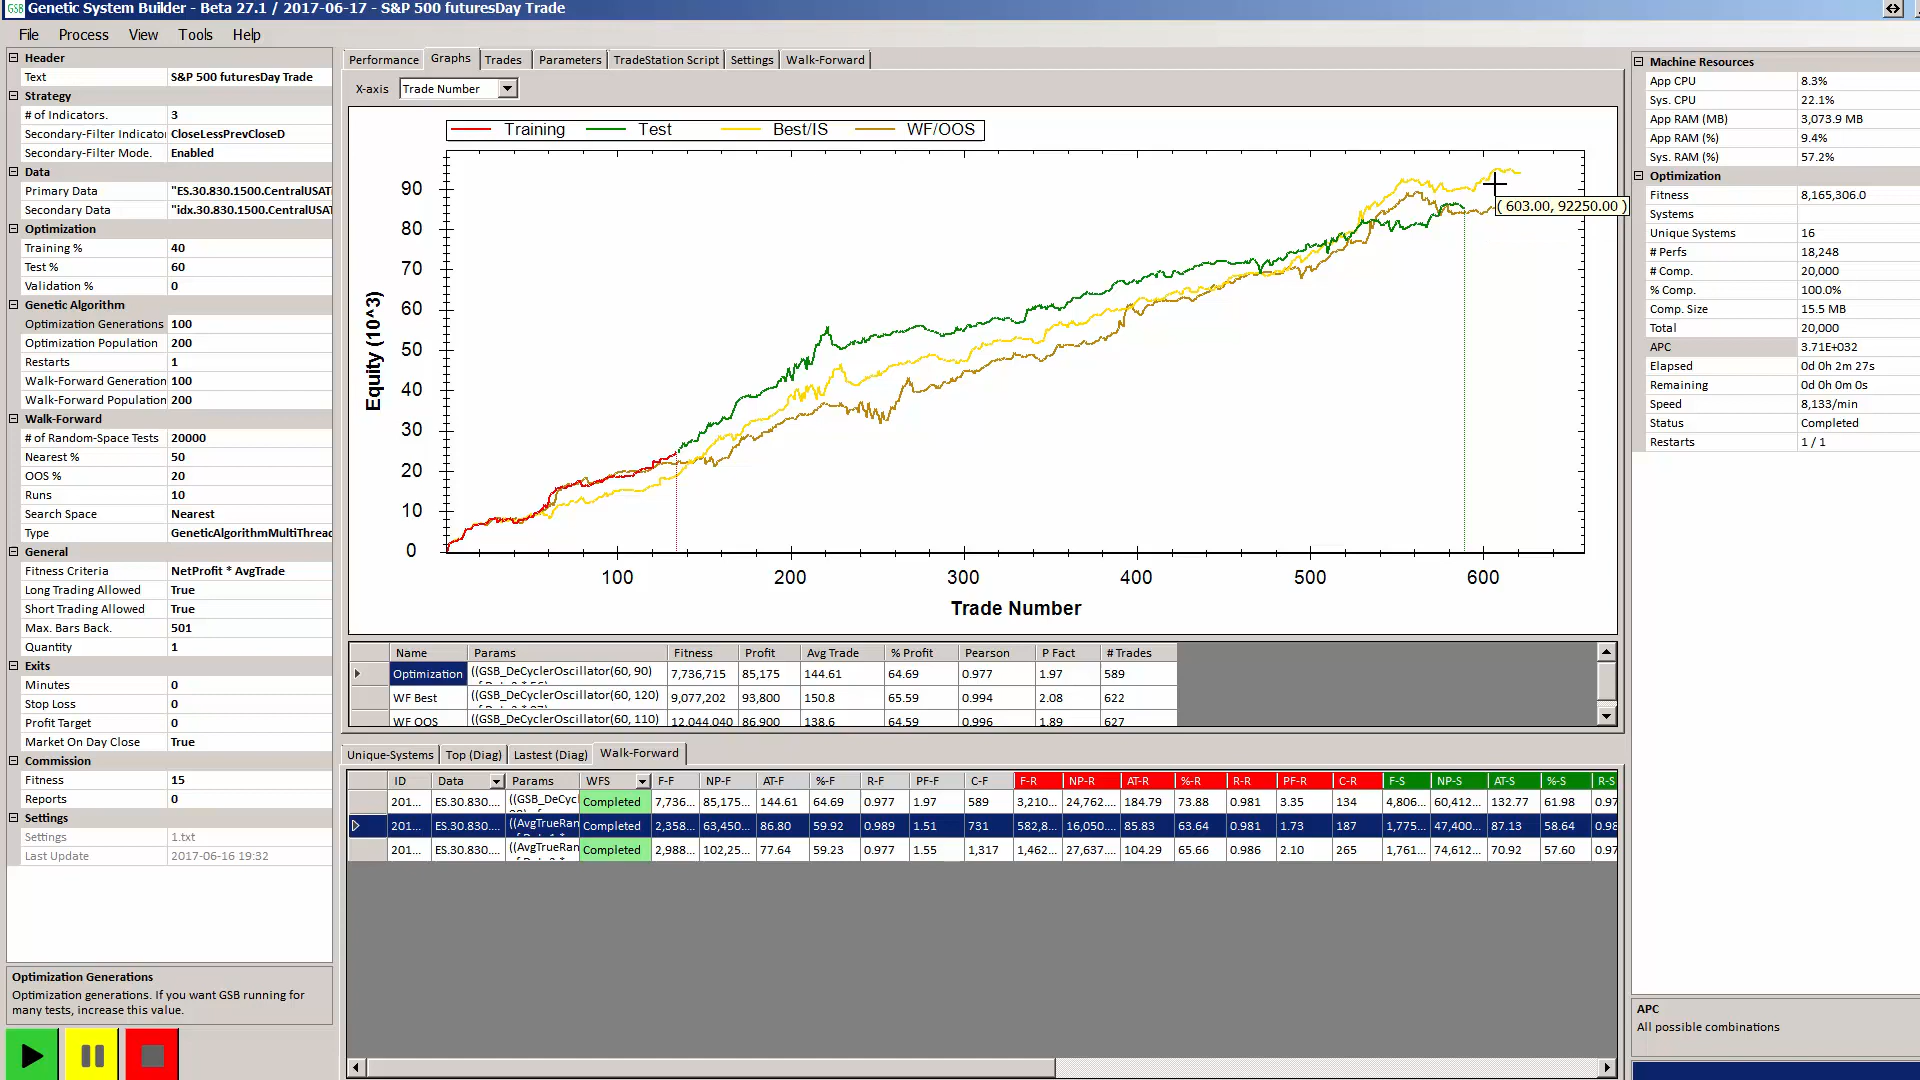 GSB Genetic System Builder - Beta 27.1 / 2017-06-17 - S&P 500 futuresDay Trade
File Process View Tools Help
Header
Text S&P 500 futuresDay Trade
Strategy
# of Indicators. 3
Secondary-Filter Indicator CloseLessPrevCloseD
Secondary-Filter Mode. Enabled
Data
Primary Data "ES.30.830.1500.CentralUSAT
Secondary Data "idx.30.830.1500.CentralUSAT
Optimization
Training % 40
Test % 60
Validation % 0
Genetic Algorithm
Optimization Generations 100
Optimization Population 200
Restarts 1
Walk-Forward Generation 100
Walk-Forward Population 200
Walk-Forward
# of Random-Space Tests 20000
Nearest % 50
OOS % 20
Runs 10
Search Space Nearest
Type GeneticAlgorithmMultiThread
General
Fitness Criteria NetProfit * AvgTrade
Long Trading Allowed True
Short Trading Allowed True
Max. Bars Back. 501
Quantity 1
Exits
Minutes 0
Stop Loss 0
Profit Target 0
Market On Day Close True
Commission
Fitness 15
Reports 0
Settings
Settings 1.txt
Last Update 2017-06-16 19:32
Optimization Generations
Optimization generations. If you want GSB running for
many tests, increase this value.
Performance Graphs Trades Parameters TradeStation Script Settings Walk-Forward
X-axis Trade Number
Training Test Best/IS WF/OOS
Equity (10^3)
90
80
70
60
50
40
30
20
10
0
( 603.00, 92250.00 )
100 200 300 400 500 600
Trade Number
Name Params Fitness Profit Avg Trade % Profit Pearson P Fact # Trades
Optimization ((GSB_DeCyclerOscillator(60, 90) 7,736,715 85,175 144.61 64.69 0.977 1.97 589
WF Best ((GSB_DeCyclerOscillator(60, 120) 9,077,202 93,800 150.8 65.59 0.994 2.08 622
WF OOS ((GSB_DeCyclerOscillator(60, 110) 12,044,040 86,900 138.6 64.59 0.996 1.89 627
Unique-Systems Top (Diag) Lastest (Diag) Walk-Forward
ID Data Params WFS F-F NP-F AT-F %-F R-F PF-F C-F F-R NP-R AT-R %-R R-R PF-R C-R F-S NP-S AT-S %-S R-S
201... ES.30.830.... ((GSB_DeCycl Completed 7,736... 85,175... 144.61 64.69 0.977 1.97 589 3,210... 24,762... 184.79 73.88 0.981 3.35 134 4,806... 60,412... 132.77 61.98 0.97
201... ES.30.830.... ((AvgTrueRan Completed 2,358... 63,450... 86.80 59.92 0.989 1.51 731 582,8... 16,050... 85.83 63.64 0.981 1.73 187 1,775... 47,400... 87.13 58.64 0.98
201... ES.30.830.... ((AvgTrueRan Completed 2,988... 102,25... 77.64 59.23 0.977 1.55 1,317 1,462... 27,637... 104.29 65.66 0.986 2.10 265 1,761... 74,612... 70.92 57.60 0.97
Machine Resources
App CPU 8.3%
Sys. CPU 22.1%
App RAM (MB) 3,073.9 MB
App RAM (%) 9.4%
Sys. RAM (%) 57.2%
Optimization
Fitness 8,165,306.0
Systems
Unique Systems 16
# Perfs 18,248
# Comp. 20,000
% Comp. 100.0%
Comp. Size 15.5 MB
Total 20,000
APC 3.71E+032
Elapsed 0d 0h 2m 27s
Remaining 0d 0h 0m 0s
Speed 8,133/min
Status Completed
Restarts 1 / 1
APC
All possible combinations